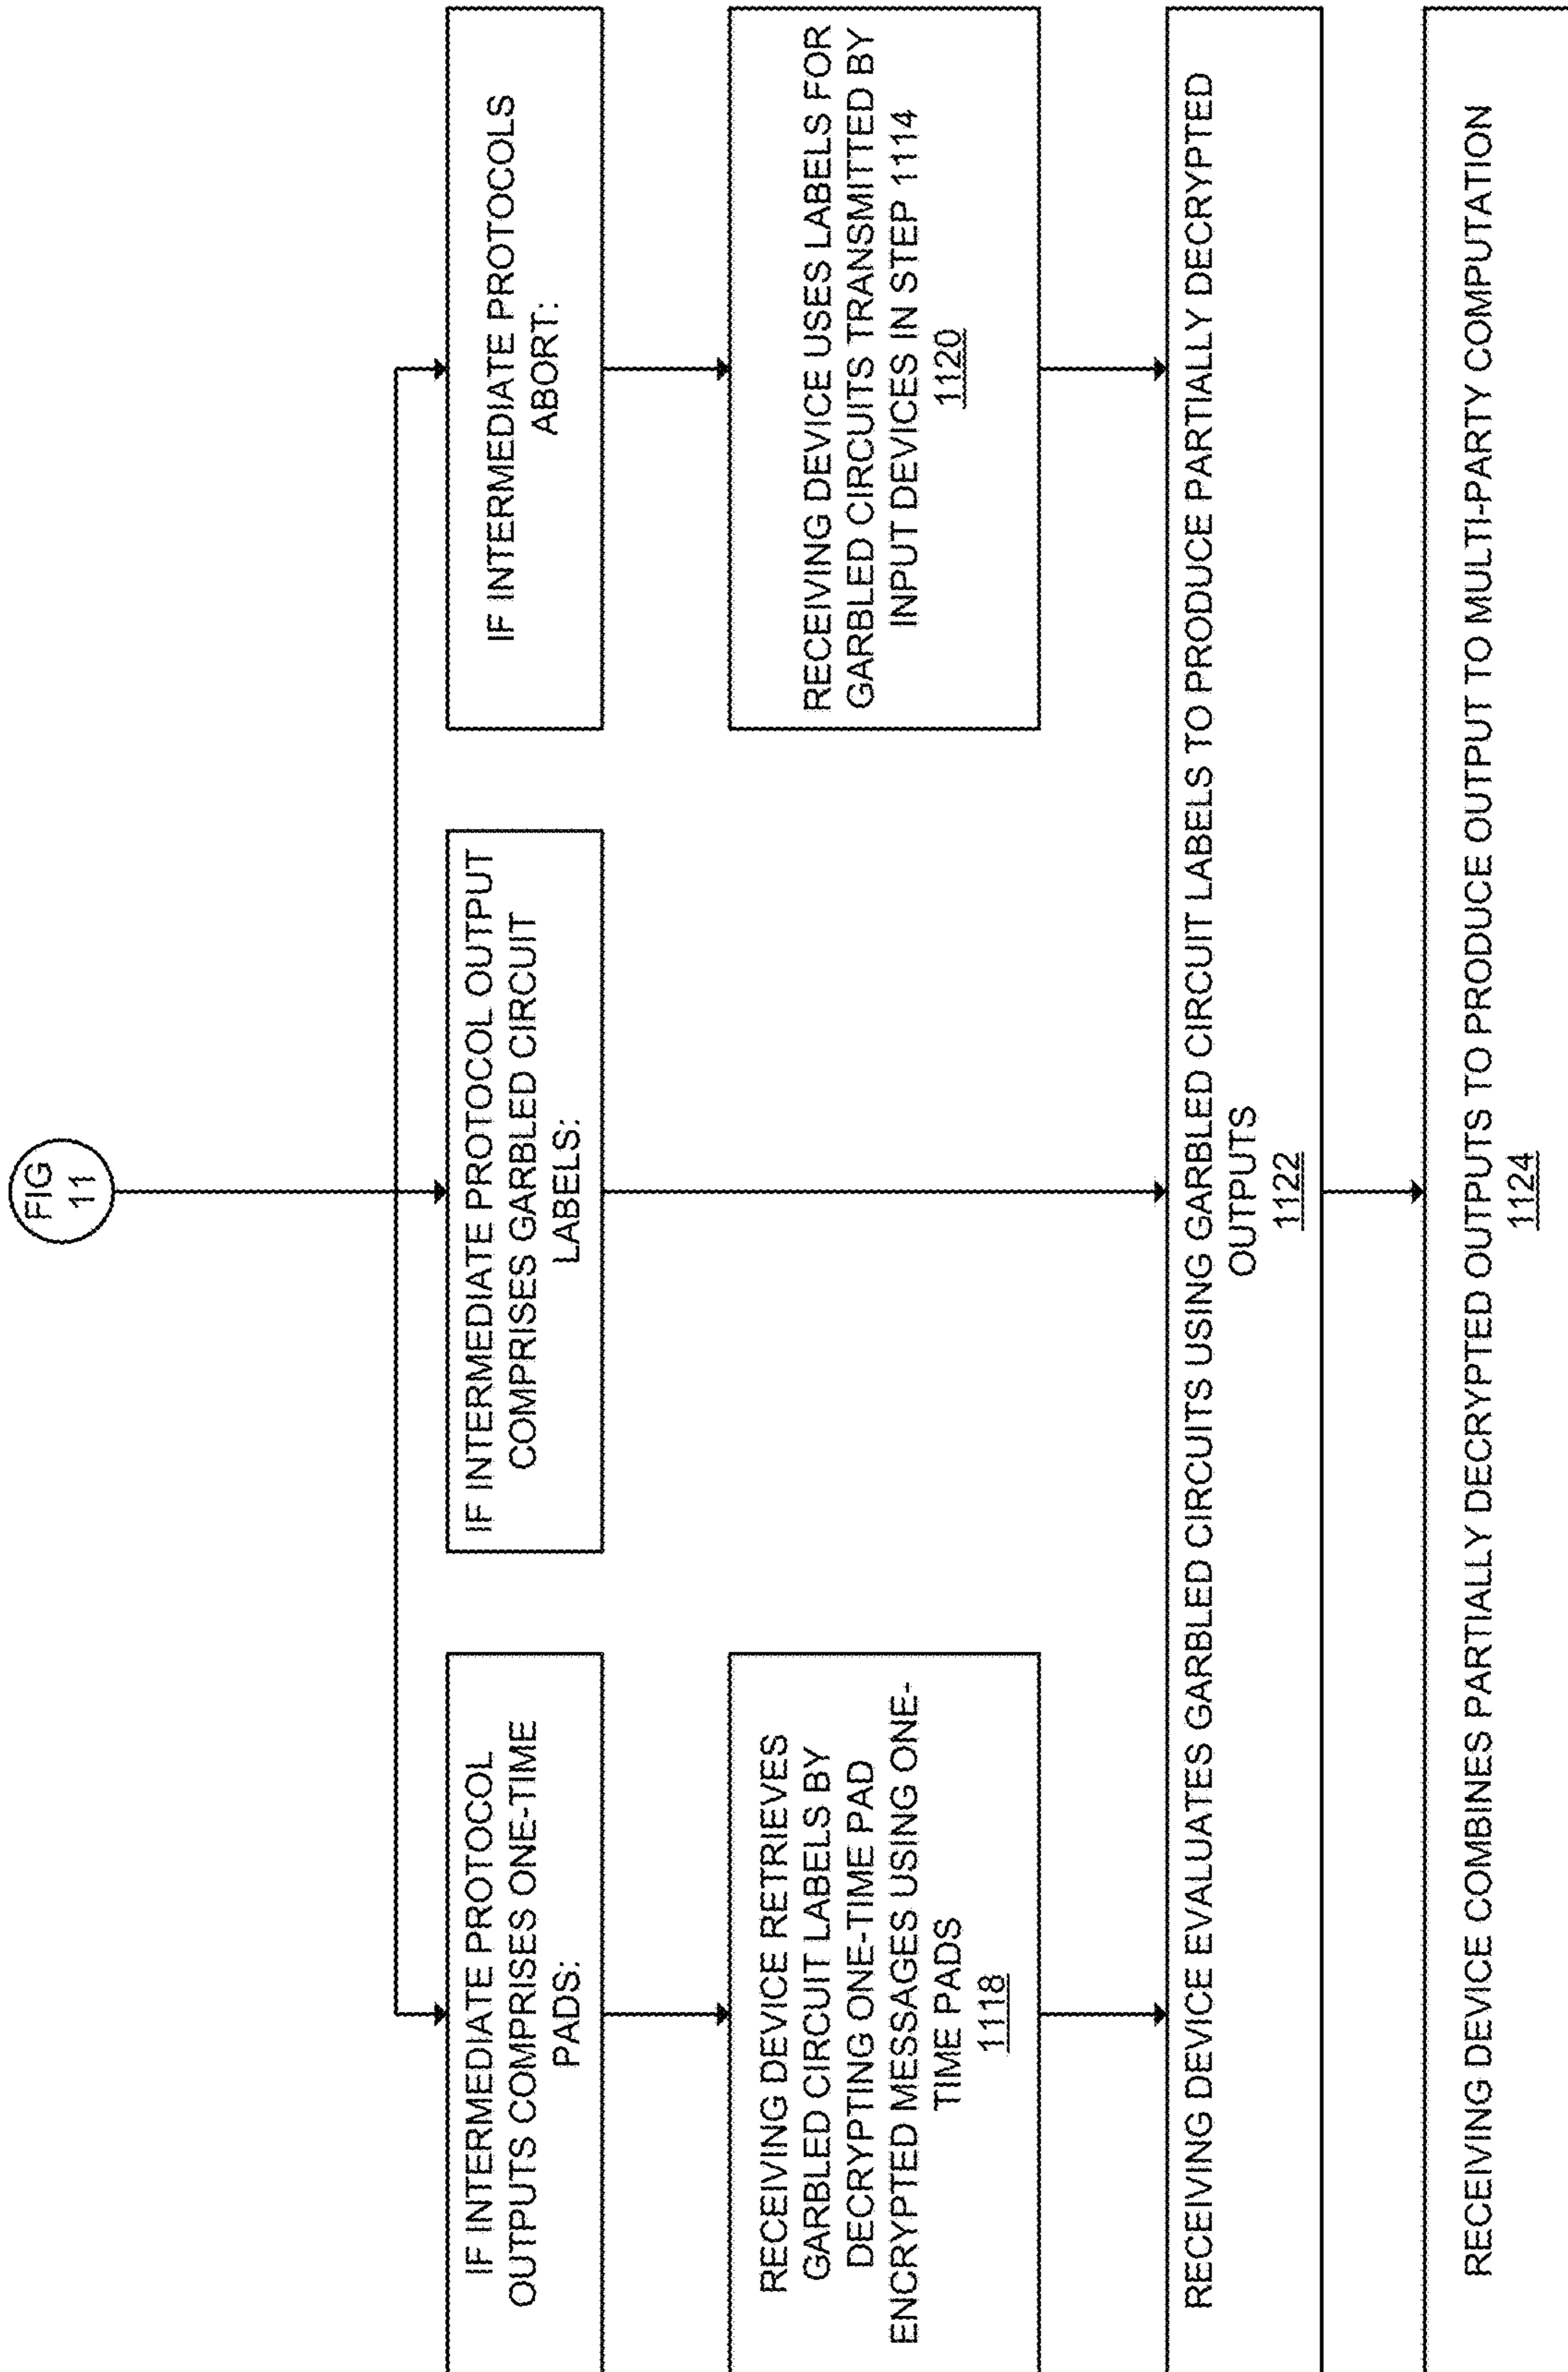 FIG
11
IF INTERMEDIATE PROTOCOL
OUTPUTS COMPRISES ONE-TIME
PADS:
IF INTERMEDIATE PROTOCOL OUTPUT
COMPRISES GARBLED CIRCUIT
LABELS:
IF INTERMEDIATE PROTOCOLS
ABORT:
RECEIVING DEVICE RETRIEVES
GARBLED CIRCUIT LABELS BY
DECRYPTING ONE-TIME PAD
ENCRYPTED MESSAGES USING ONE-
TIME PADS
1118
RECEIVING DEVICE USES LABELS FOR
GARBLED CIRCUITS TRANSMITTED BY
INPUT DEVICES IN STEP 1114
1120
RECEIVING DEVICE EVALUATES GARBLED CIRCUITS USING GARBLED CIRCUIT LABELS TO PRODUCE PARTIALLY DECRYPTED
OUTPUTS
1122
RECEIVING DEVICE COMBINES PARTIALLY DECRYPTED OUTPUTS TO PRODUCE OUTPUT TO MULTI-PARTY COMPUTATION
1124